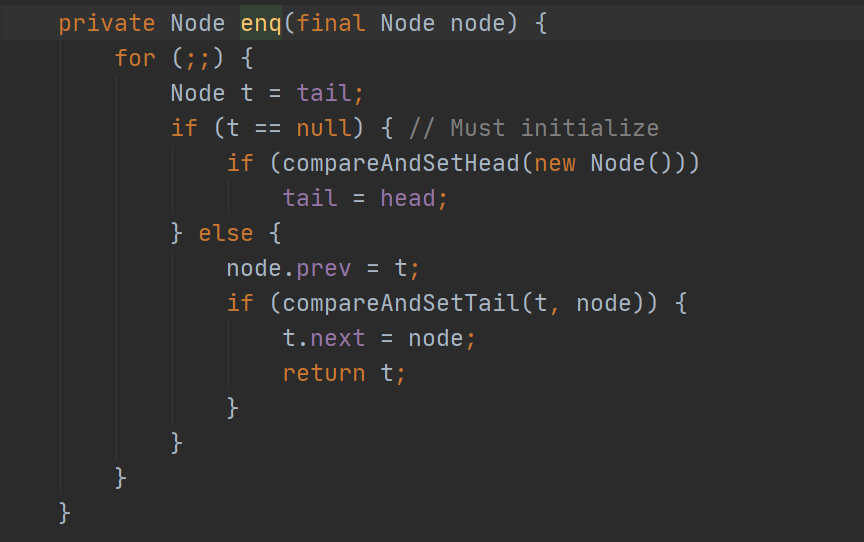 private Node enq(final Node node) {
for (;;) {
Node t = tail;
if (t == null) { // Must initialize
if (compareAndSetHead(new Node()))
tail = head;
} else {
node.prev = t;
if (compareAndSetTail(t, node)) {
t.next = node;
return t;
}
}
}
}